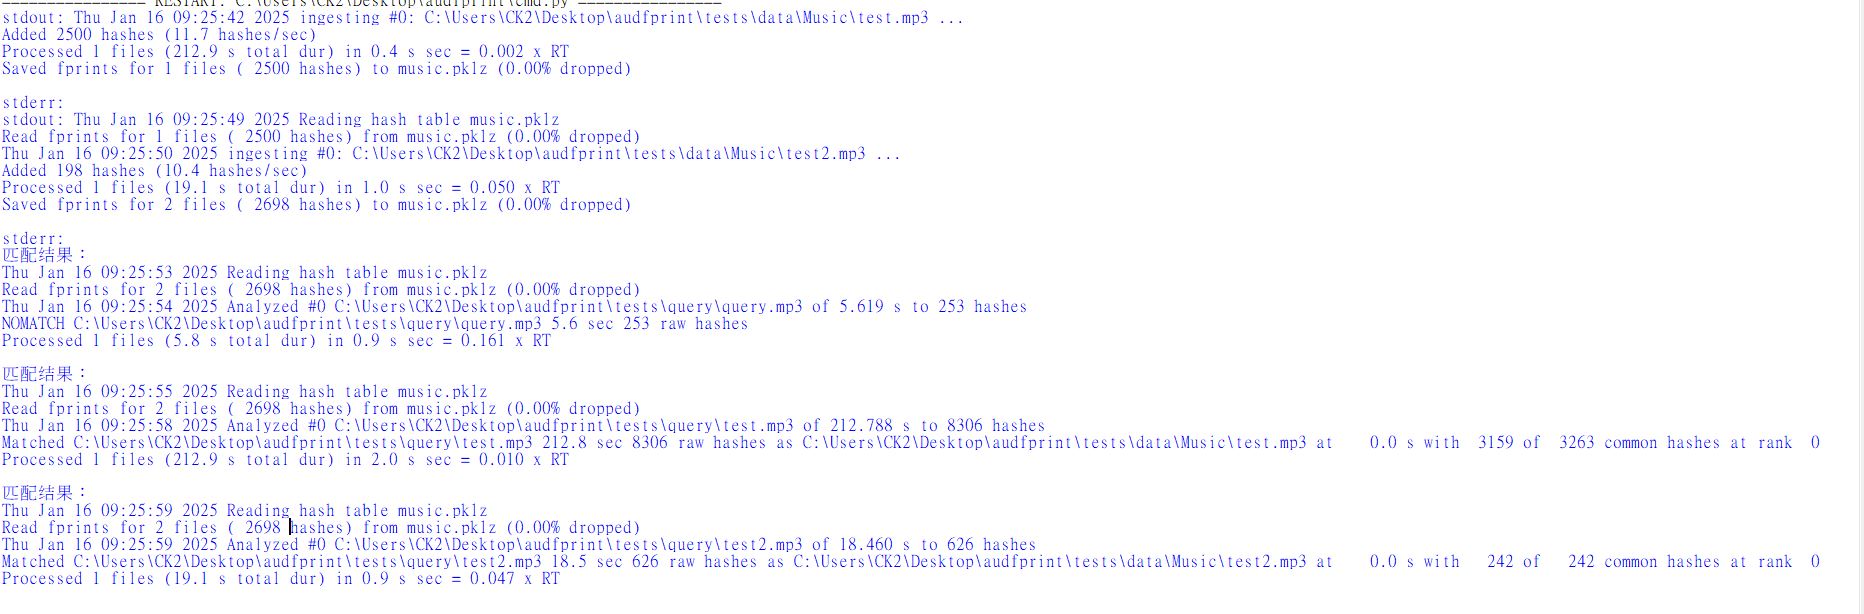 ================ RESTART: C:\Users\CK2\Desktop\audfprint\cmd.py ================
stdout: Thu Jan 16 09:25:42 2025 ingesting #0: C:\Users\CK2\Desktop\audfprint\tests\data\Music\test.mp3 ...
Added 2500 hashes (11.7 hashes/sec)
Processed 1 files (212.9 s total dur) in 0.4 s sec = 0.002 x RT
Saved fprints for 1 files ( 2500 hashes) to music.pklz (0.00% dropped)
stderr:
stdout: Thu Jan 16 09:25:49 2025 Reading hash table music.pklz
Read fprints for 1 files ( 2500 hashes) from music.pklz (0.00% dropped)
Thu Jan 16 09:25:50 2025 ingesting #0: C:\Users\CK2\Desktop\audfprint\tests\data\Music\test2.mp3 ...
Added 198 hashes (10.4 hashes/sec)
Processed 1 files (19.1 s total dur) in 1.0 s sec = 0.050 x RT
Saved fprints for 2 files ( 2698 hashes) to music.pklz (0.00% dropped)
stderr:
匹配结果：
Thu Jan 16 09:25:53 2025 Reading hash table music.pklz
Read fprints for 2 files ( 2698 hashes) from music.pklz (0.00% dropped)
Thu Jan 16 09:25:54 2025 Analyzed #0 C:\Users\CK2\Desktop\audfprint\tests\query\query.mp3 of 5.619 s to 253 hashes
NOMATCH C:\Users\CK2\Desktop\audfprint\tests\query\query.mp3 5.6 sec 253 raw hashes
Processed 1 files (5.8 s total dur) in 0.9 s sec = 0.161 x RT
匹配结果：
Thu Jan 16 09:25:55 2025 Reading hash table music.pklz
Read fprints for 2 files ( 2698 hashes) from music.pklz (0.00% dropped)
Thu Jan 16 09:25:58 2025 Analyzed #0 C:\Users\CK2\Desktop\audfprint\tests\query\test.mp3 of 212.788 s to 8306 hashes
Matched C:\Users\CK2\Desktop\audfprint\tests\query\test.mp3 212.8 sec 8306 raw hashes as C:\Users\CK2\Desktop\audfprint\tests\data\Music\test.mp3 at    0.0 s with  3159 of  3263 common hashes at rank  0
Processed 1 files (212.9 s total dur) in 2.0 s sec = 0.010 x RT
匹配结果：
Thu Jan 16 09:25:59 2025 Reading hash table music.pklz
Read fprints for 2 files ( 2698 hashes) from music.pklz (0.00% dropped)
Thu Jan 16 09:25:59 2025 Analyzed #0 C:\Users\CK2\Desktop\audfprint\tests\query\test2.mp3 of 18.460 s to 626 hashes
Matched C:\Users\CK2\Desktop\audfprint\tests\query\test2.mp3 18.5 sec 626 raw hashes as C:\Users\CK2\Desktop\audfprint\tests\data\Music\test2.mp3 at    0.0 s with   242 of   242 common hashes at rank  0
Processed 1 files (19.1 s total dur) in 0.9 s sec = 0.047 x RT